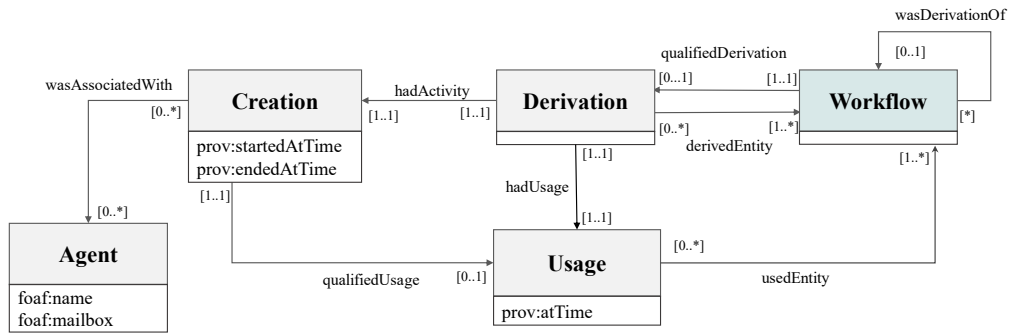 wasDerivationOf
[0..1]
qualifiedDerivation
wasAssociatedWith
[0...1]
[1..1]
Creation
hadActivity
Derivation
Workflow
[0..*]
[1..1]
[1..1]
[*]
[0..*]
[1..*]
derivedEntity
prov:startedAtTime
prov:endedAtTime
[1..1]
[1..*]
[1..1]
hadUsage
[0..*]
[1..1]
Agent
Usage
[0..*]
qualifiedUsage
[0..1]
usedEntity
foaf:name
foaf:mailbox
prov:atTime